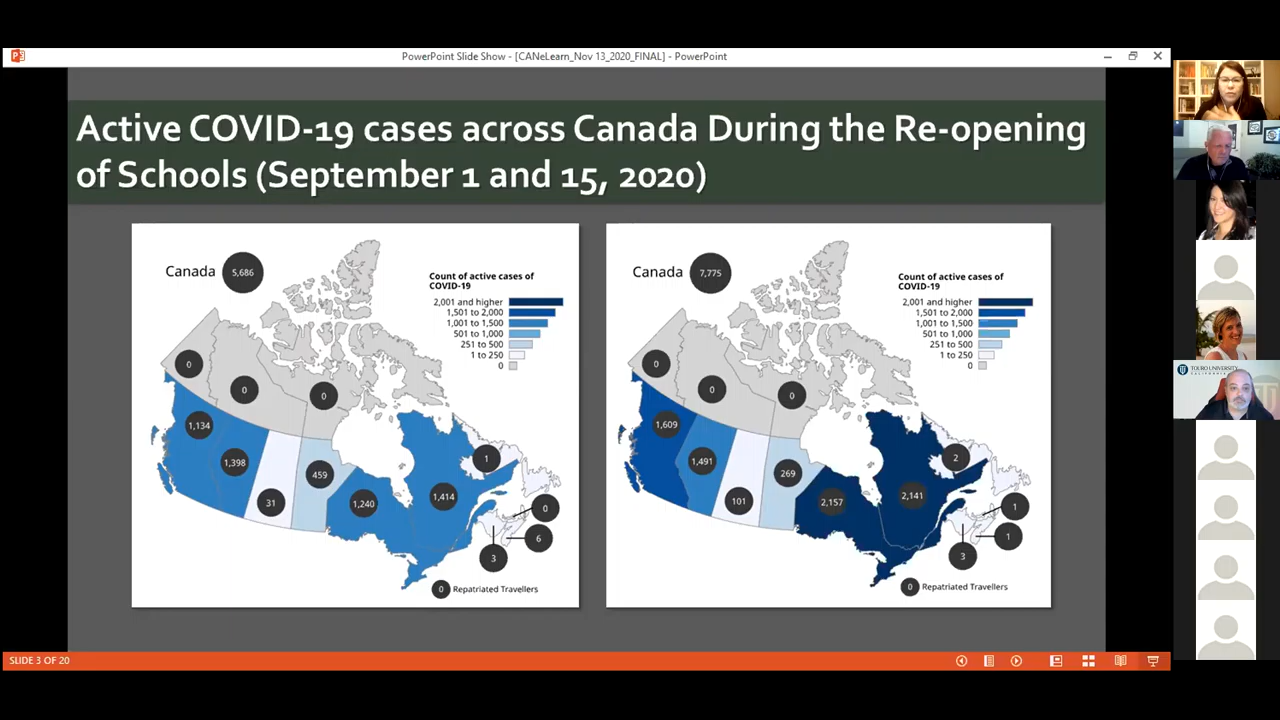 PowerPoint Slide Show - [CANeLearn_Nov 13_2020_FINAL] - PowerPoint
Active COVID-19 cases across Canada During the Re-opening
of Schools (September 1 and 15, 2020)
Canada 5,686
Count of active cases of
COVID-19
2,001 and higher
1,501 to 2,000
1,001 to 1,500
501 to 1,000
251 to 500
1 to 250
0
0
0
0
1,134
1,398
31
459
1,240
1,414
1
0
6
3
0 Repatriated Travellers
Canada 7,775
Count of active cases of
COVID-19
2,001 and higher
1,501 to 2,000
1,001 to 1,500
501 to 1,000
251 to 500
1 to 250
0
0
0
0
1,609
1,491
101
269
2,157
2,141
2
1
1
3
0 Repatriated Travellers
SLIDE 3 OF 20
TOURO UNIVERSITY